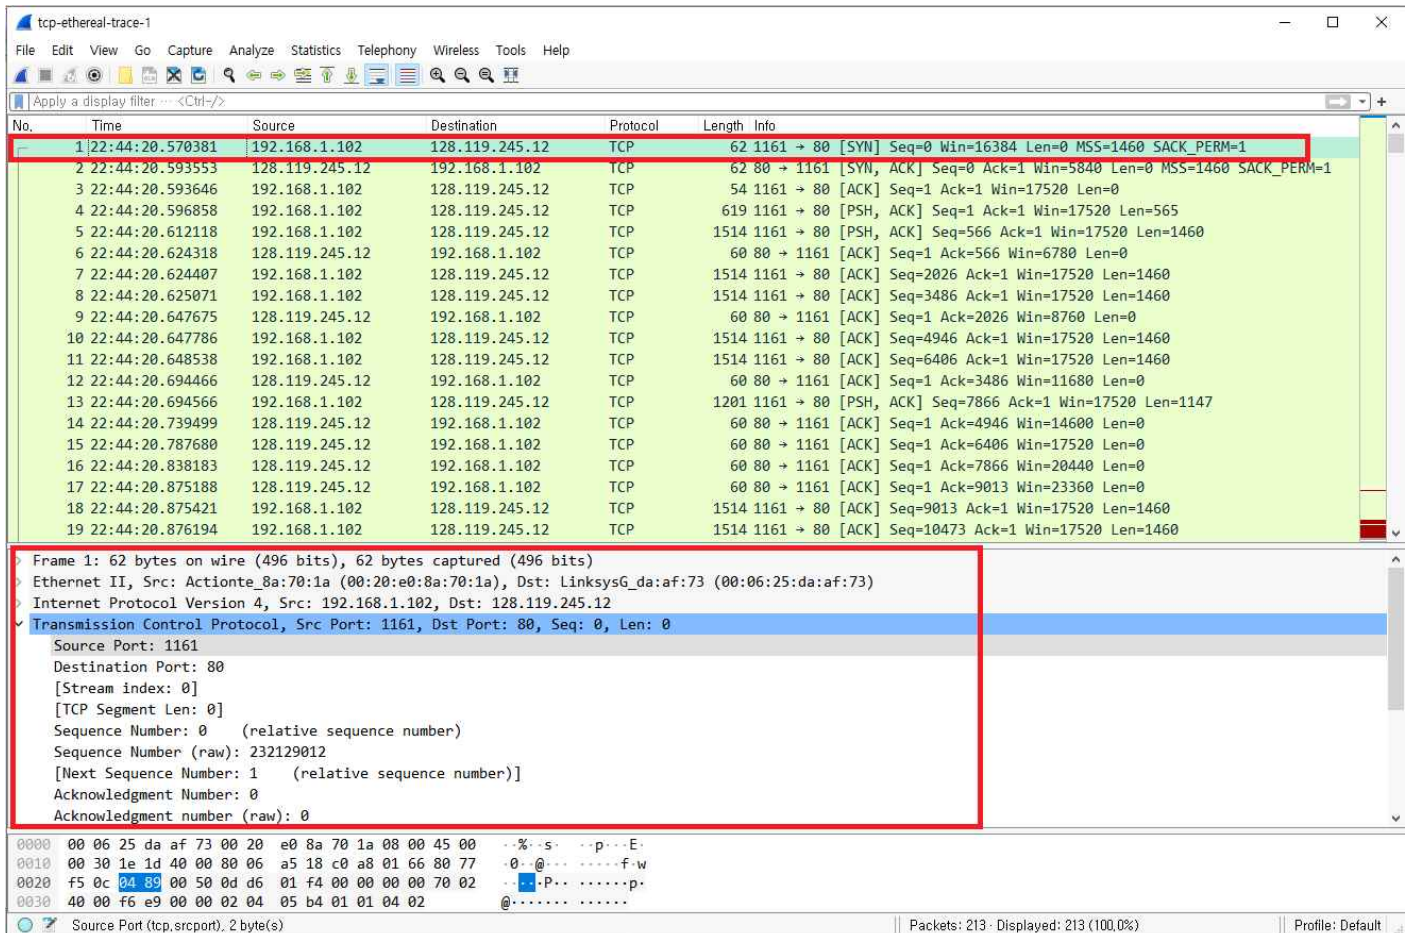 tcp-ethereal-trace-1
File Edit View Go Capture Analyze Statistics Telephony Wireless Tools Help
Apply a display filter ··· <Ctrl-/>
No. Time Source Destination Protocol Length Info
1 22:44:20.570381 192.168.1.102 128.119.245.12 TCP 62 1161 → 80 [SYN] Seq=0 Win=16384 Len=0 MSS=1460 SACK_PERM=1
2 22:44:20.593553 128.119.245.12 192.168.1.102 TCP 62 80 → 1161 [SYN, ACK] Seq=0 Ack=1 Win=5840 Len=0 MSS=1460 SACK_PERM=1
3 22:44:20.593646 192.168.1.102 128.119.245.12 TCP 54 1161 → 80 [ACK] Seq=1 Ack=1 Win=17520 Len=0
4 22:44:20.596858 192.168.1.102 128.119.245.12 TCP 619 1161 → 80 [PSH, ACK] Seq=1 Ack=1 Win=17520 Len=565
5 22:44:20.612118 192.168.1.102 128.119.245.12 TCP 1514 1161 → 80 [PSH, ACK] Seq=566 Ack=1 Win=17520 Len=1460
6 22:44:20.624318 128.119.245.12 192.168.1.102 TCP 60 80 → 1161 [ACK] Seq=1 Ack=566 Win=6780 Len=0
7 22:44:20.624407 192.168.1.102 128.119.245.12 TCP 1514 1161 → 80 [ACK] Seq=2026 Ack=1 Win=17520 Len=1460
8 22:44:20.625071 192.168.1.102 128.119.245.12 TCP 1514 1161 → 80 [ACK] Seq=3486 Ack=1 Win=17520 Len=1460
9 22:44:20.647675 128.119.245.12 192.168.1.102 TCP 60 80 → 1161 [ACK] Seq=1 Ack=2026 Win=8760 Len=0
10 22:44:20.647786 192.168.1.102 128.119.245.12 TCP 1514 1161 → 80 [ACK] Seq=4946 Ack=1 Win=17520 Len=1460
11 22:44:20.648538 192.168.1.102 128.119.245.12 TCP 1514 1161 → 80 [ACK] Seq=6406 Ack=1 Win=17520 Len=1460
12 22:44:20.694466 128.119.245.12 192.168.1.102 TCP 60 80 → 1161 [ACK] Seq=1 Ack=3486 Win=11680 Len=0
13 22:44:20.694566 192.168.1.102 128.119.245.12 TCP 1201 1161 → 80 [PSH, ACK] Seq=7866 Ack=1 Win=17520 Len=1147
14 22:44:20.739499 128.119.245.12 192.168.1.102 TCP 60 80 → 1161 [ACK] Seq=1 Ack=4946 Win=14600 Len=0
15 22:44:20.787680 128.119.245.12 192.168.1.102 TCP 60 80 → 1161 [ACK] Seq=1 Ack=6406 Win=17520 Len=0
16 22:44:20.838183 128.119.245.12 192.168.1.102 TCP 60 80 → 1161 [ACK] Seq=1 Ack=7866 Win=20440 Len=0
17 22:44:20.875188 128.119.245.12 192.168.1.102 TCP 60 80 → 1161 [ACK] Seq=1 Ack=9013 Win=23360 Len=0
18 22:44:20.875421 192.168.1.102 128.119.245.12 TCP 1514 1161 → 80 [ACK] Seq=9013 Ack=1 Win=17520 Len=1460
19 22:44:20.876194 192.168.1.102 128.119.245.12 TCP 1514 1161 → 80 [ACK] Seq=10473 Ack=1 Win=17520 Len=1460
Frame 1: 62 bytes on wire (496 bits), 62 bytes captured (496 bits)
Ethernet II, Src: Actionte_8a:70:1a (00:20:e0:8a:70:1a), Dst: LinksysG_da:af:73 (00:06:25:da:af:73)
Internet Protocol Version 4, Src: 192.168.1.102, Dst: 128.119.245.12
Transmission Control Protocol, Src Port: 1161, Dst Port: 80, Seq: 0, Len: 0
Source Port: 1161
Destination Port: 80
[Stream index: 0]
[TCP Segment Len: 0]
Sequence Number: 0 (relative sequence number)
Sequence Number (raw): 232129012
[Next Sequence Number: 1 (relative sequence number)]
Acknowledgment Number: 0
Acknowledgment number (raw): 0
0000 00 06 25 da af 73 00 20 e0 8a 70 1a 08 00 45 00 ··%··s· ··p···E·
0010 00 30 1e 1d 40 00 80 06 a5 18 c0 a8 01 66 80 77 ·0··@··· ·····f·w
0020 f5 0c 04 89 00 50 0d d6 01 f4 00 00 00 00 70 02 ·····P·· ······p·
0030 40 00 f6 e9 00 00 02 04 05 b4 01 01 04 02 @······· ······
Source Port (tcp.srcport), 2 byte(s) Packets: 213 · Displayed: 213 (100.0%) Profile: Default